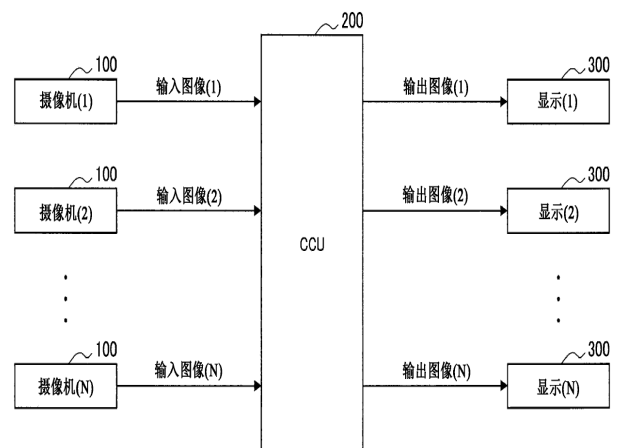 200
100
输入图像(1)
输出图像(1)
300
摄像机(1)
显示(1)
100
输入图像(2)
输出图像(2)
300
摄像机(2)
显示(2)
CCU
100
输入图像(N)
输出图像(N)
300
摄像机(N)
显示(N)